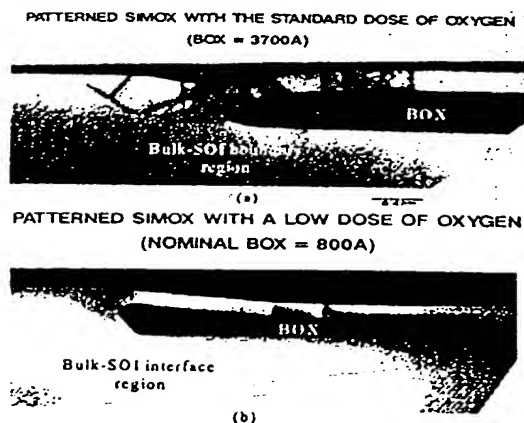 PATTERNED SIMOX WITH THE STANDARD DOSE OF OXYGEN
(BOX = 3700A)
BOX
Bulk-SOI boundary
region
(a)
PATTERNED SIMOX WITH A LOW DOSE OF OXYGEN
(NOMINAL BOX = 800A)
BOX
Bulk-SOI interface
region
(b)